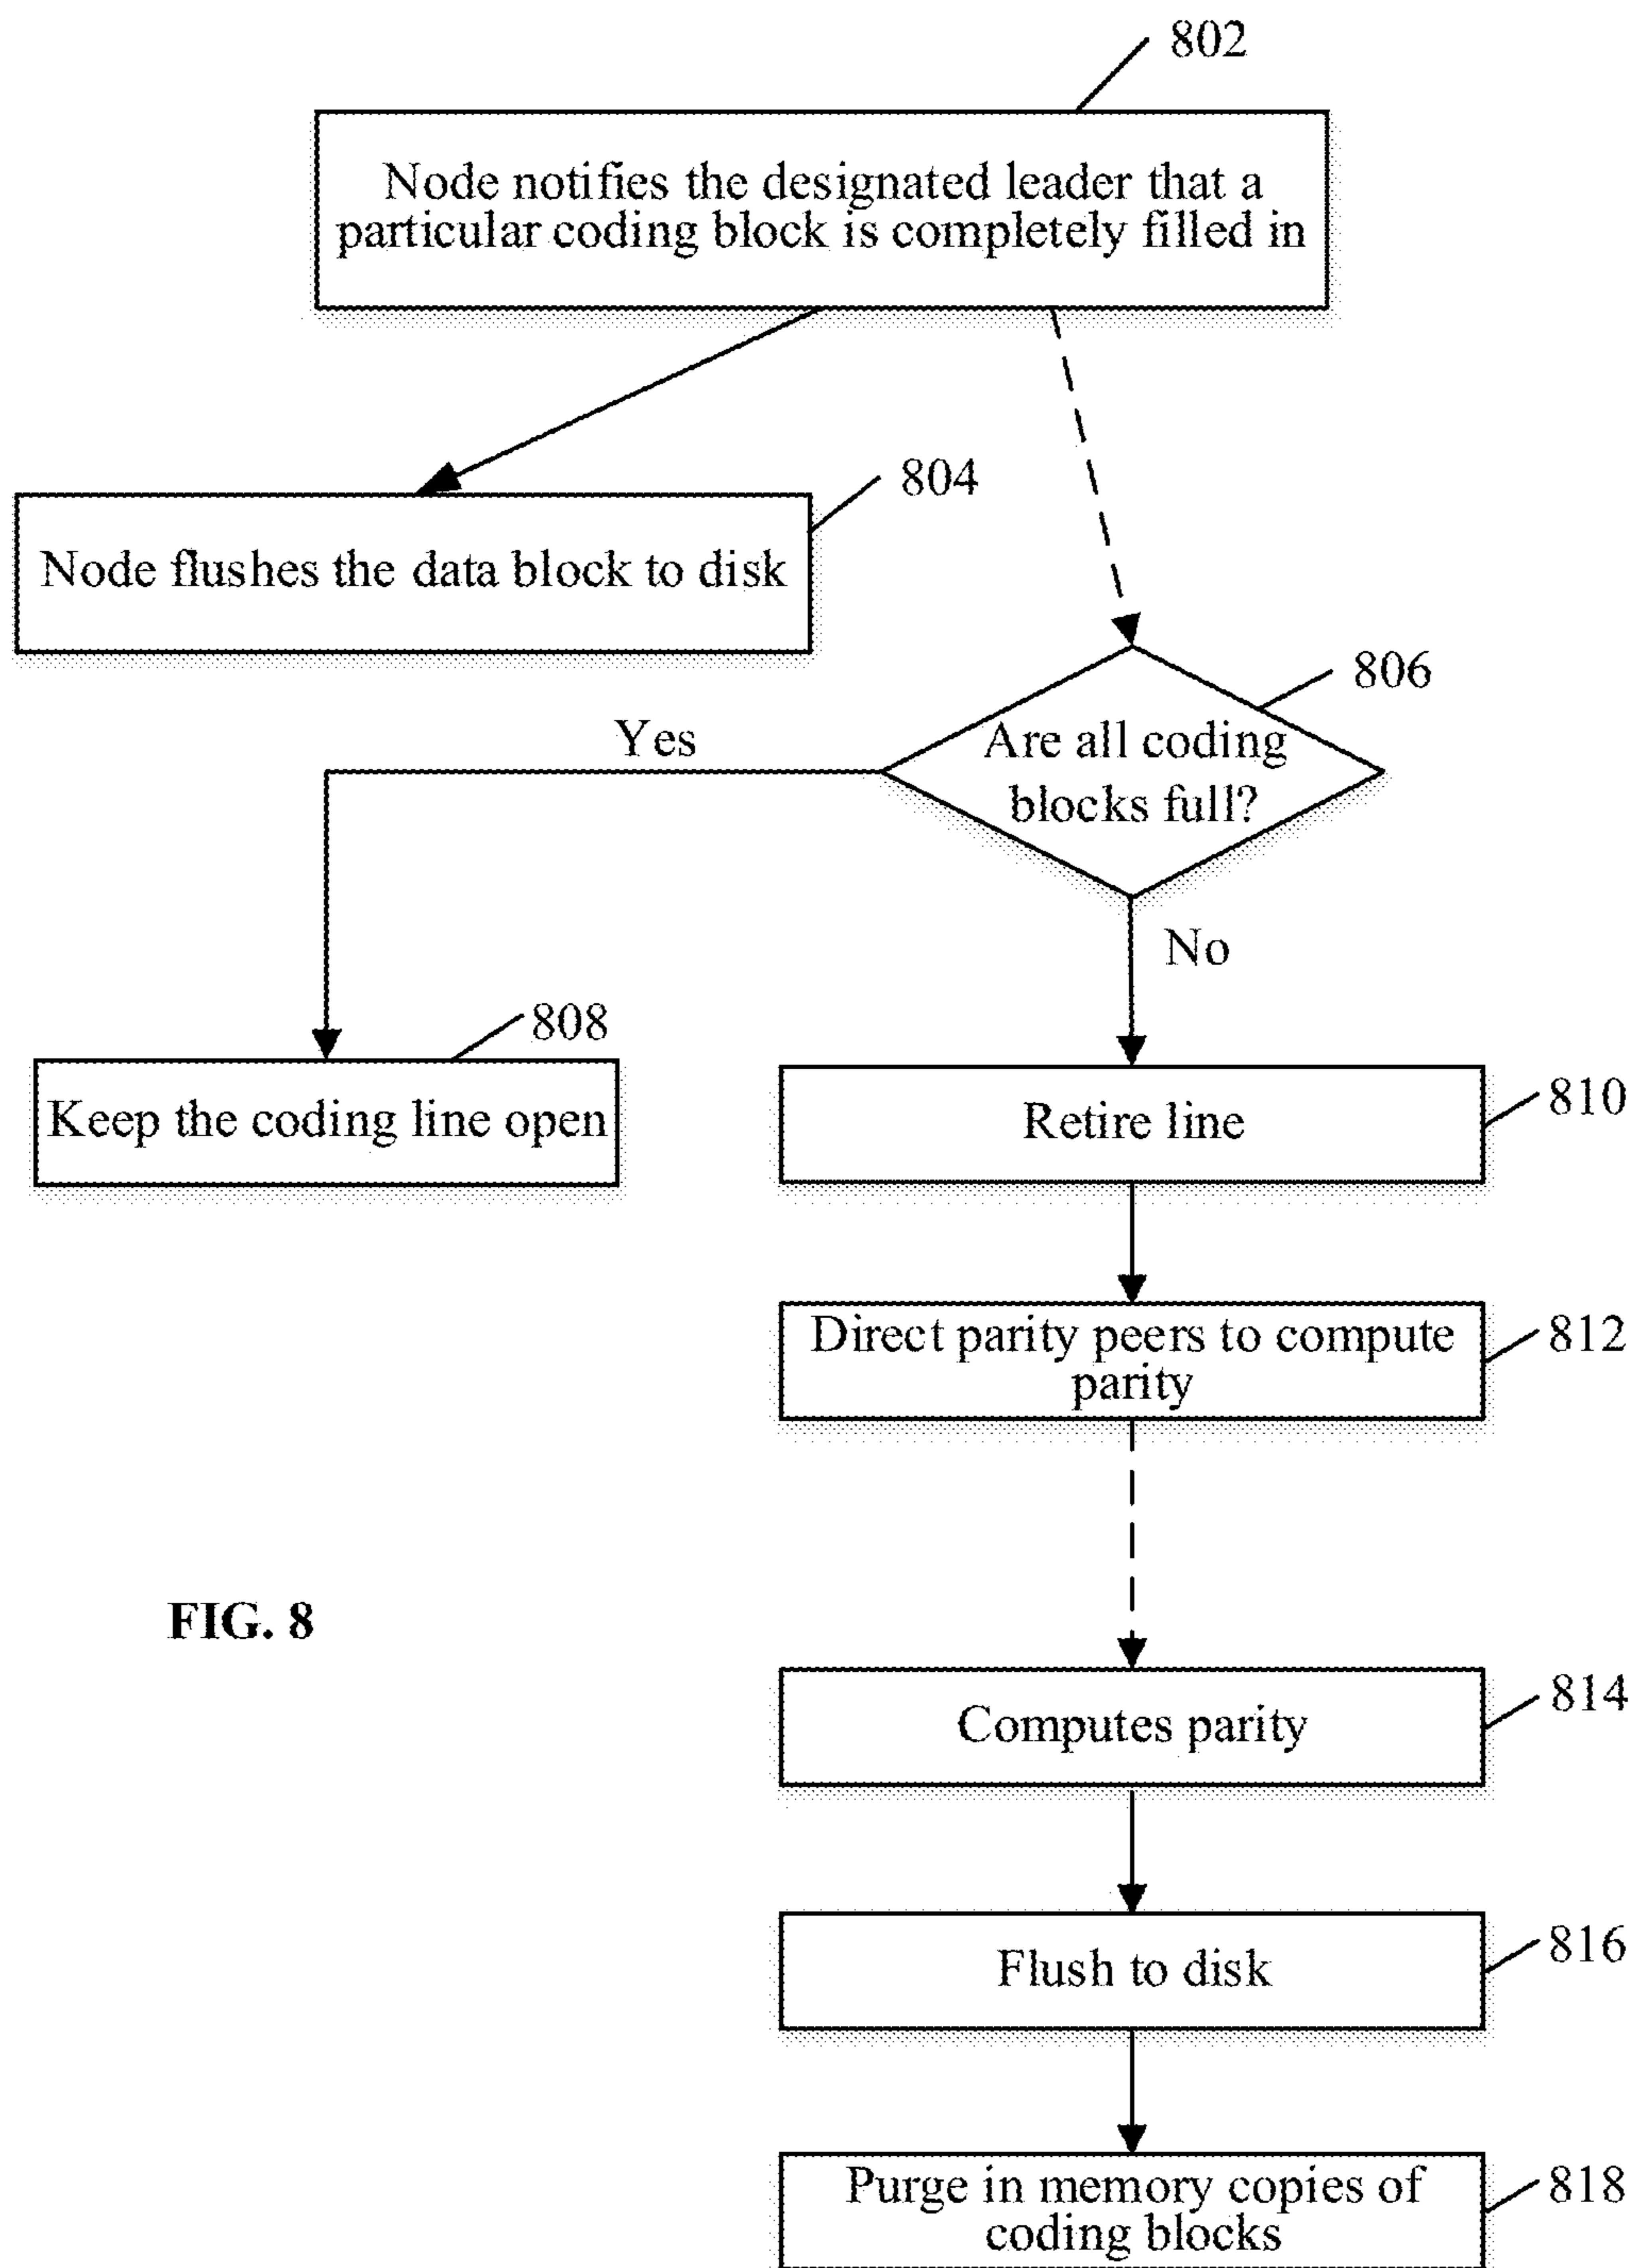 802
Node notifies the designated leader that a
particular coding block is completely filled in
804
Node flushes the data block to disk
806
Are all coding
blocks full?
Yes
No
808
Keep the coding line open
810
Retire line
812
Direct parity peers to compute
parity
FIG. 8
814
Computes parity
816
Flush to disk
818
Purge in memory copies of
coding blocks